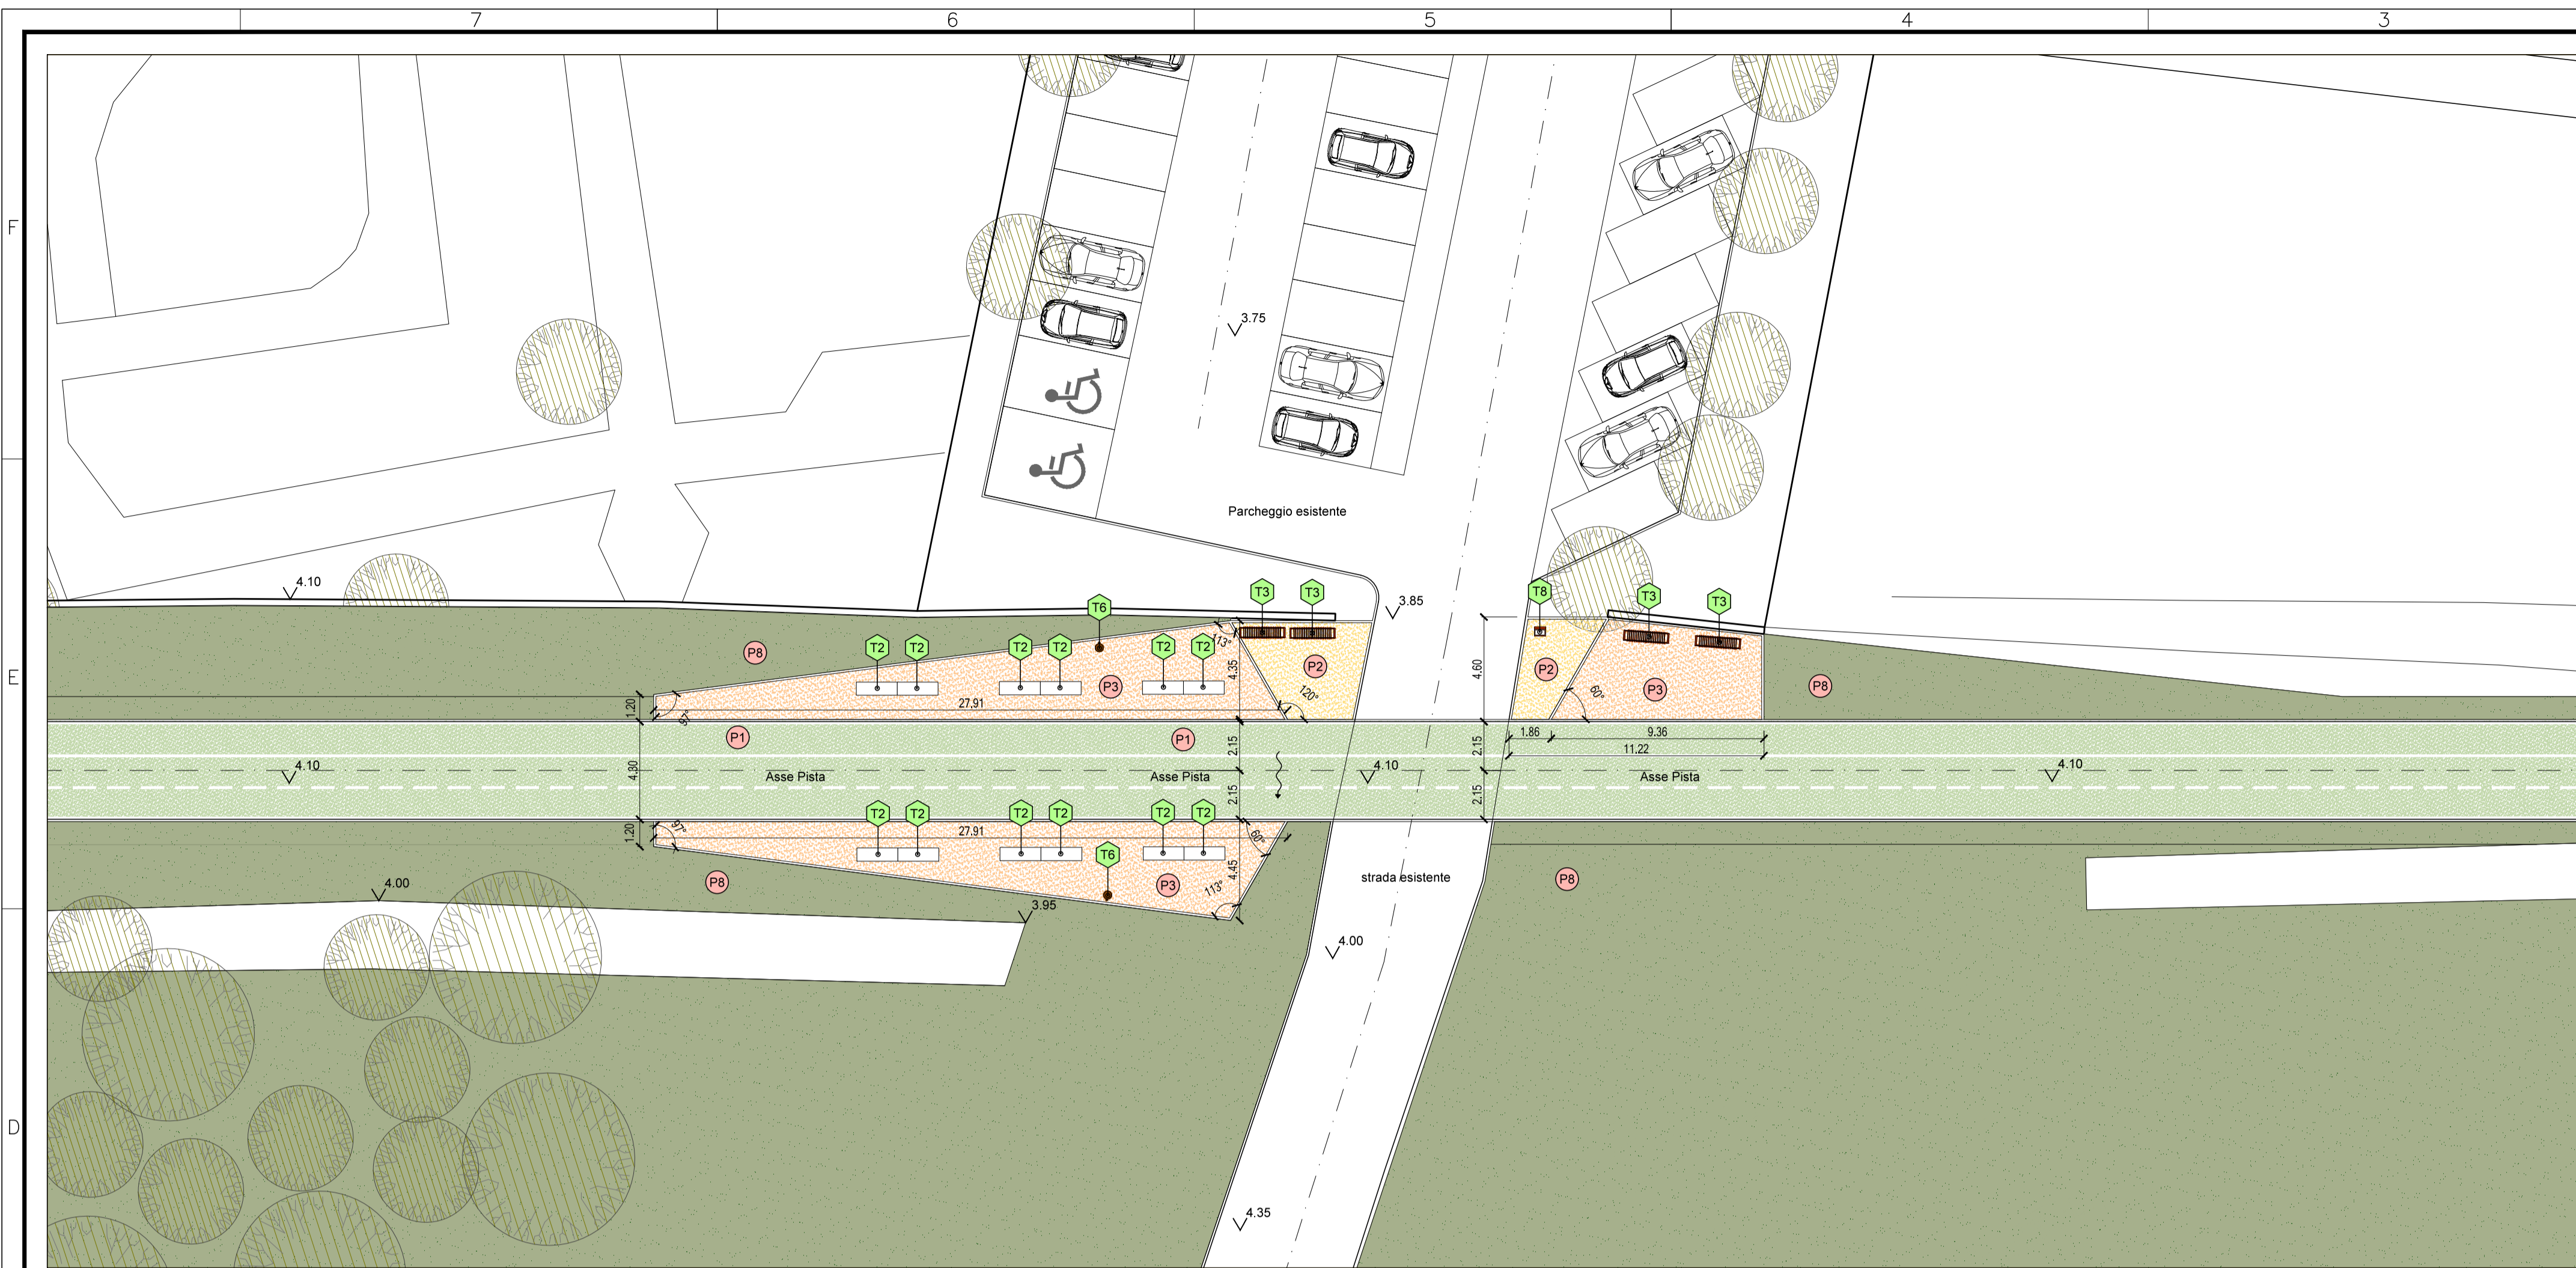 7 6 5 4 3
F
3.75
Parcheggio esistente
4.10
3.85
T6 T3 T3 T8 T3 T3
E
P8 T2 T2 T2 T2 T2 T2 113° P2 P2
P3 4.35 4.60 P3 P8
1.20 97° 27.91 120° 60°
P1 P1 2.15 2.15 1.86 9.36
11.22
4.10 4.30 Asse Pista Asse Pista 4.10 Asse Pista 4.10
2.15 2.15
T2 T2 T2 T2 T2 T2
1.20 97° 27.91 60°
T6
4.00 P8 P3 113° 4.45 strada esistente P8
3.95
4.00
D
4.35